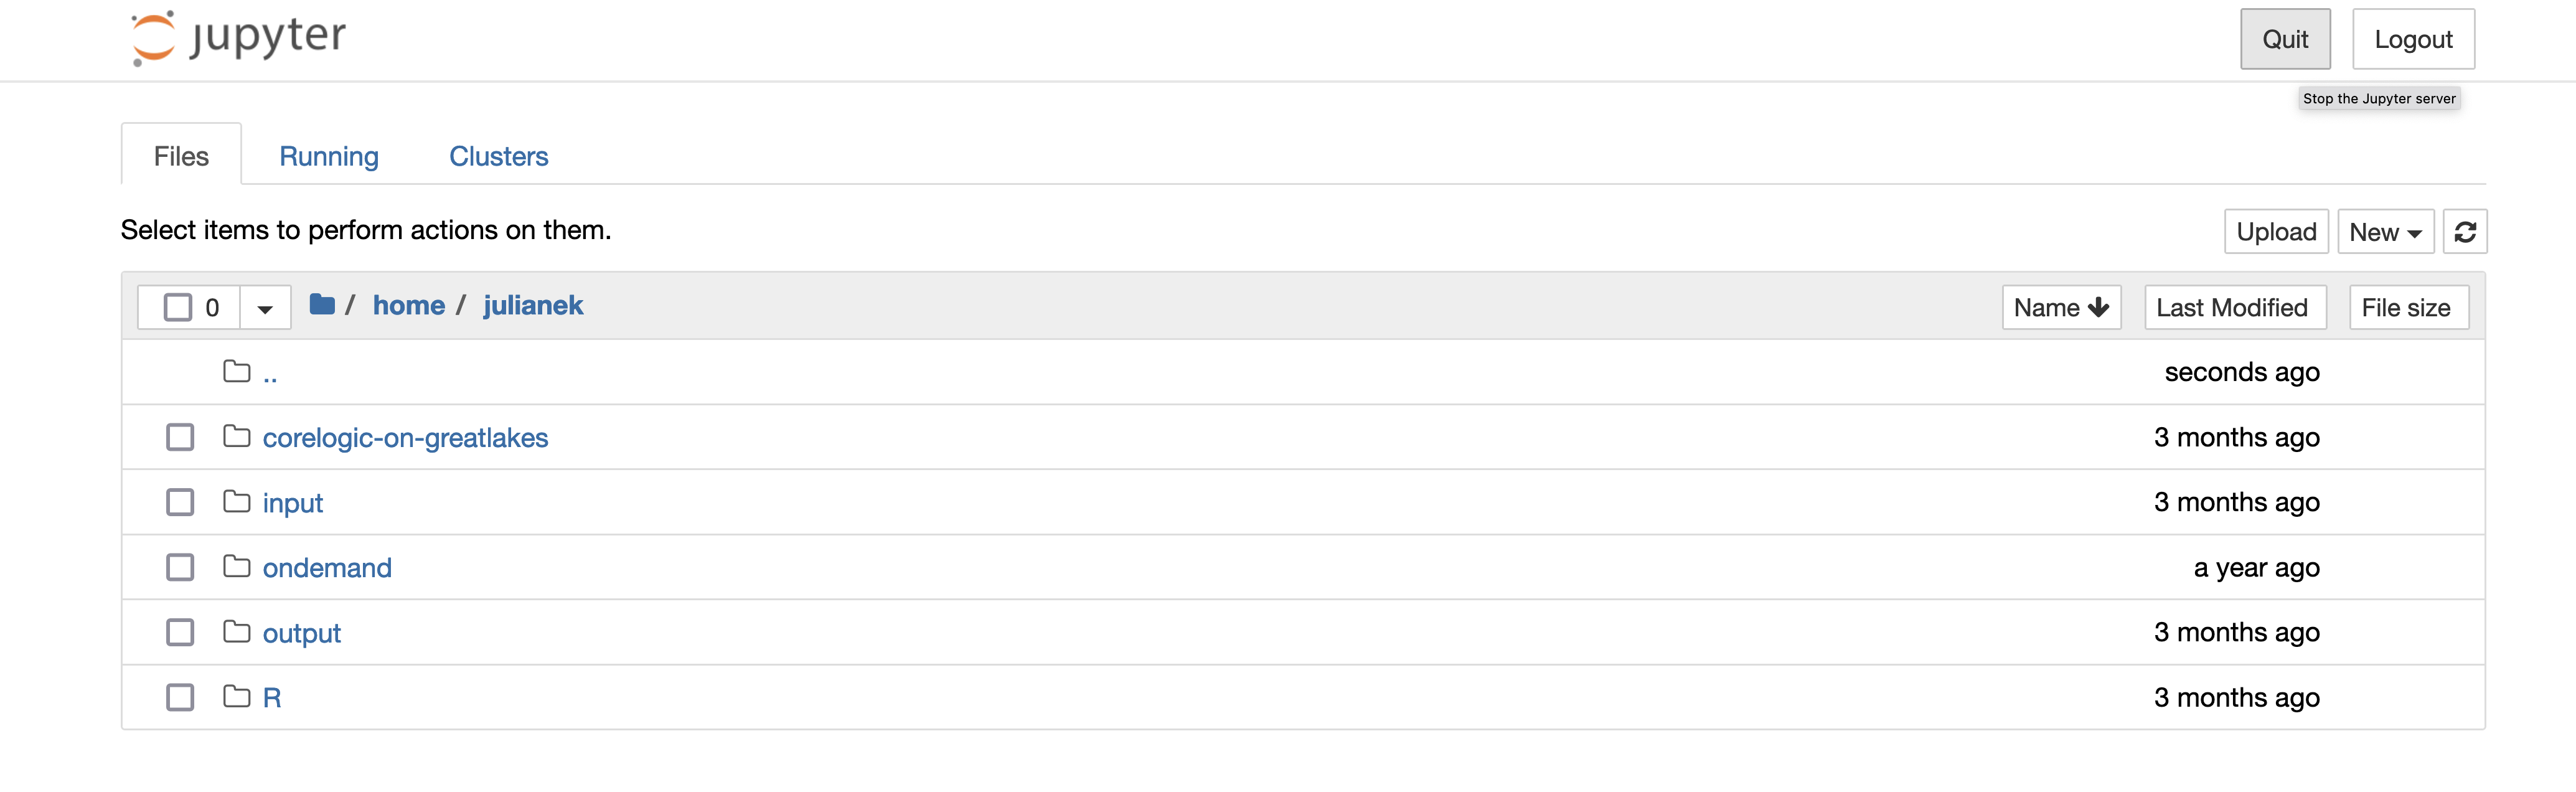 jupyter
Quit Logout
Stop the Jupyter server
Files Running Clusters
Select items to perform actions on them.
Upload New
0 / home / julianek Name Last Modified File size
.. seconds ago
corelogic-on-greatlakes 3 months ago
input 3 months ago
ondemand a year ago
output 3 months ago
R 3 months ago